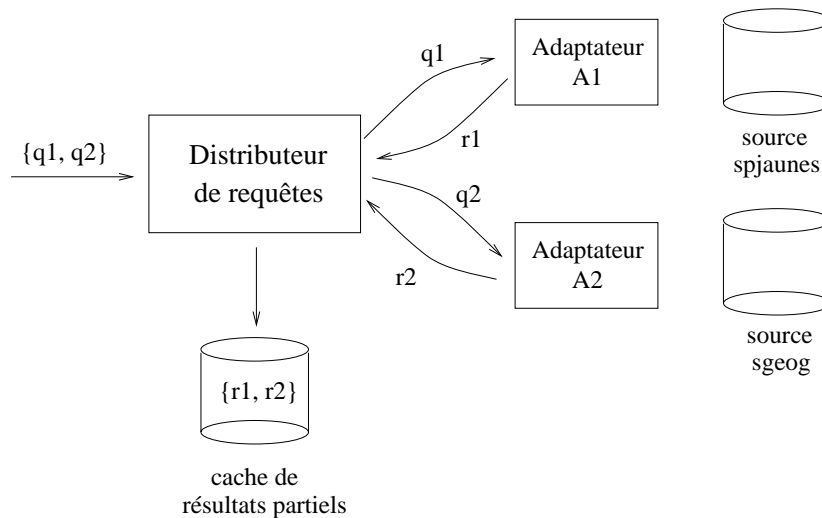 {q1, q2}
Distributeur
de requêtes
q1
r1
q2
r2
Adaptateur
A1
source
spjaunes
Adaptateur
A2
source
sgeog
{r1, r2}
cache de
résultats partiels